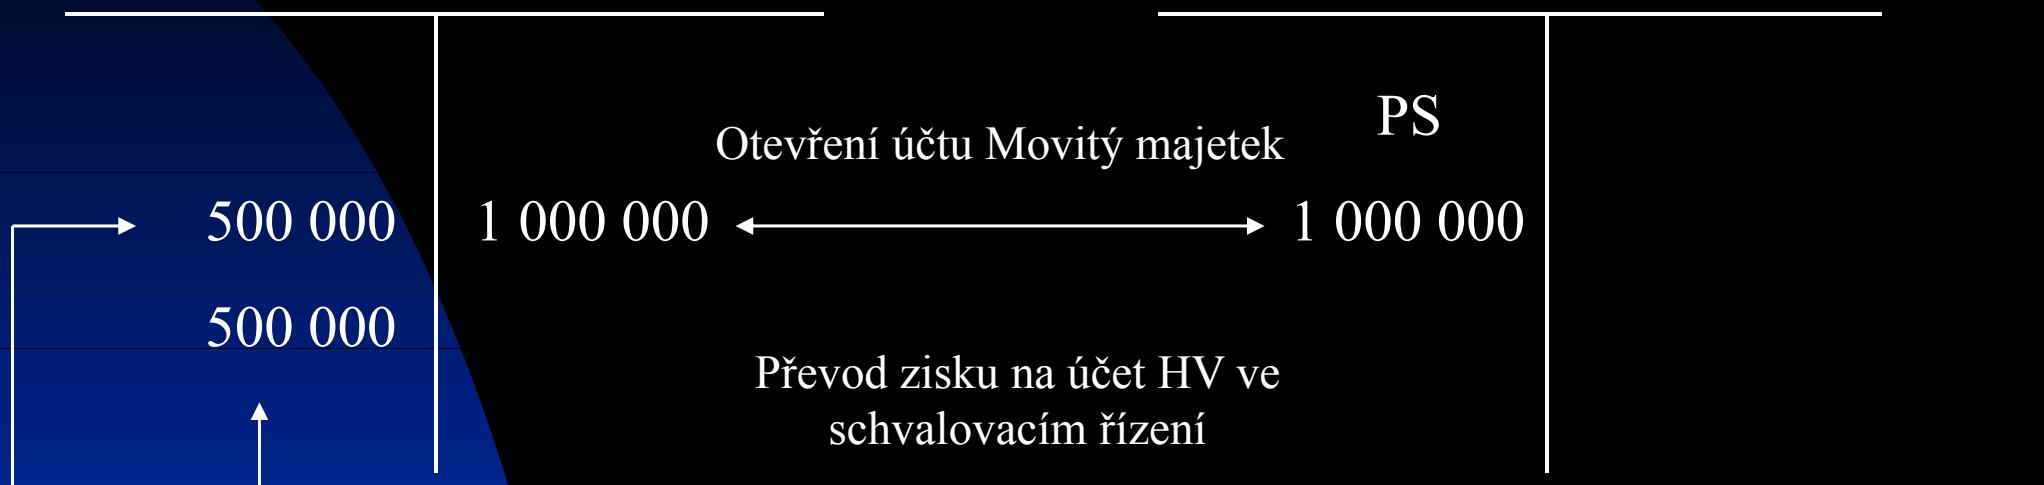 PS
Otevření účtu Movitý majetek
500 000 1 000 000 1 000 000
500 000
Převod zisku na účet HV ve
schvalovacím řízení